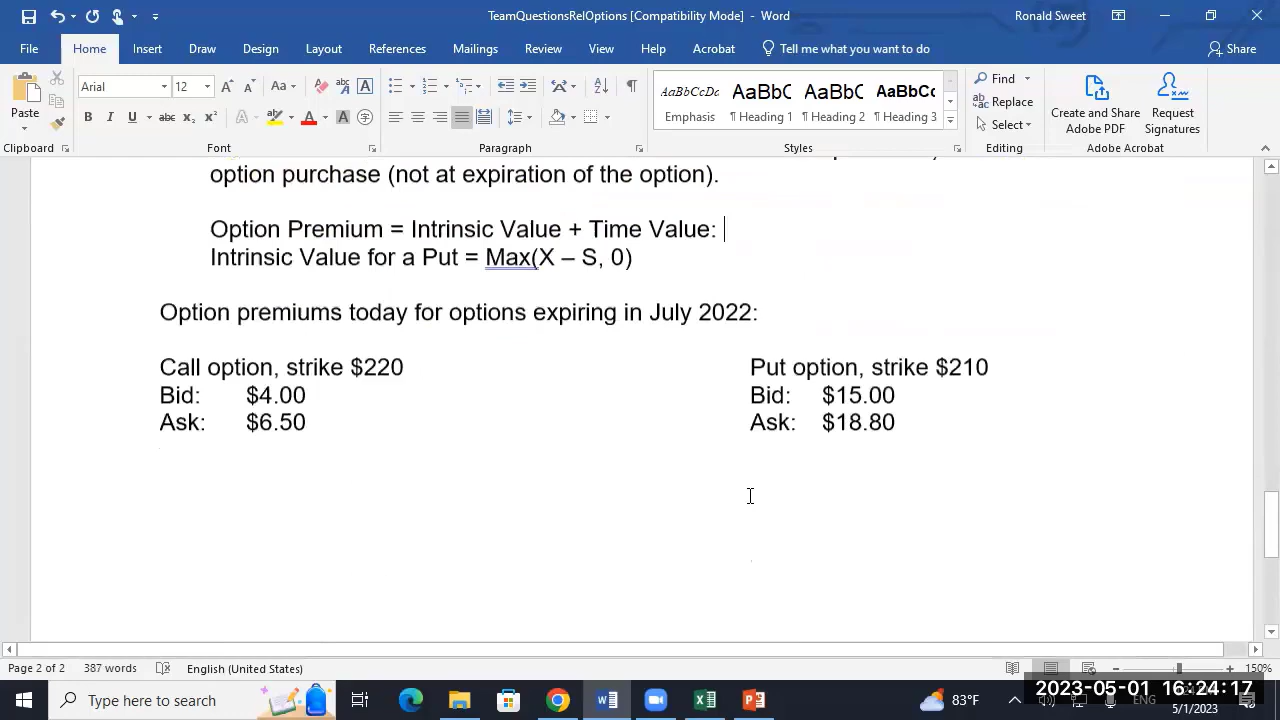 TeamQuestionsRelOptions [Compatibility Mode] - Word
Ronald Sweet
File Home Insert Draw Design Layout References Mailings Review View Help Acrobat Tell me what you want to do Share
Paste
Clipboard
Arial 12
Font
Paragraph
AaBbCcDc AaBbC AaBbC AaBbCc
Emphasis ¶ Heading 1 ¶ Heading 2 ¶ Heading 3
Styles
Find
Replace
Select
Editing
Create and Share Adobe PDF
Request Signatures
Adobe Acrobat
option purchase (not at expiration of the option).
Option Premium = Intrinsic Value + Time Value:
Intrinsic Value for a Put = Max(X – S, 0)
Option premiums today for options expiring in July 2022:
Call option, strike $220 Put option, strike $210
Bid: $4.00 Bid: $15.00
Ask: $6.50 Ask: $18.80
Page 2 of 2 387 words English (United States) 150%
Type here to search
83°F
ENG
2023-05-01 16:24:17
5/1/2023